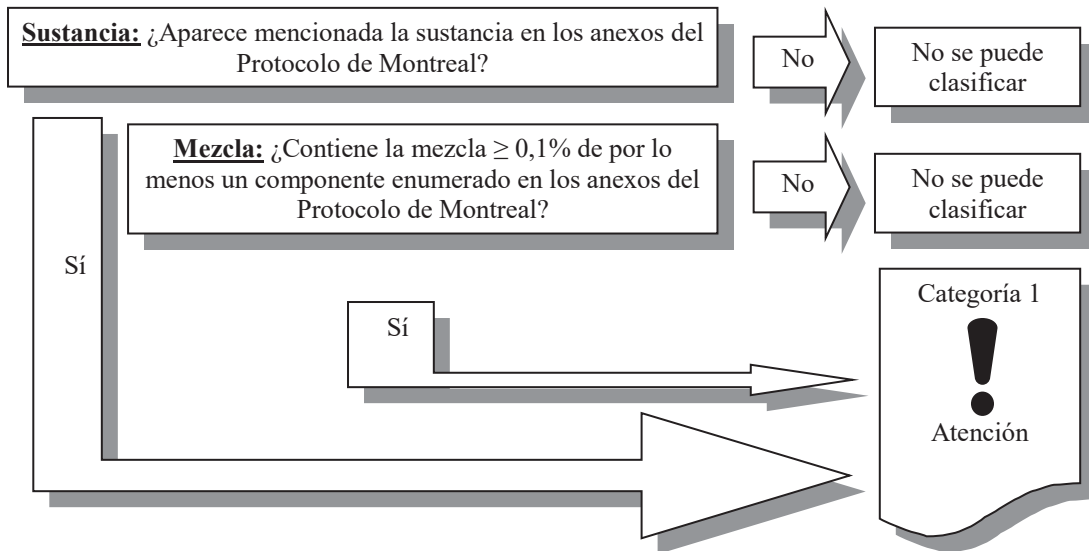 Sustancia: ¿Aparece mencionada la sustancia en los anexos del
Protocolo de Montreal?
No
No se puede
clasificar
Mezcla: ¿Contiene la mezcla ≥ 0,1% de por lo
menos un componente enumerado en los anexos del
Protocolo de Montreal?
No
No se puede
clasificar
Sí
Sí
Categoría 1
Atención